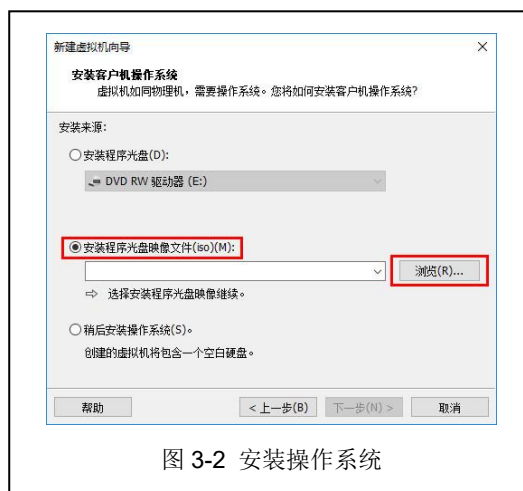 新建虚拟机向导
安装客户机操作系统
虚拟机如同物理机，需要操作系统。您将如何安装客户机操作系统?
安装来源:
安装程序光盘(D):
DVD RW 驱动器 (E:)
安装程序光盘映像文件(iso)(M):
浏览(R)...
⇨ 选择安装程序光盘映像继续。
稍后安装操作系统(S)。
创建的虚拟机将包含一个空白硬盘。
帮助 < 上一步(B) 下一步(N) > 取消
图 3-2 安装操作系统